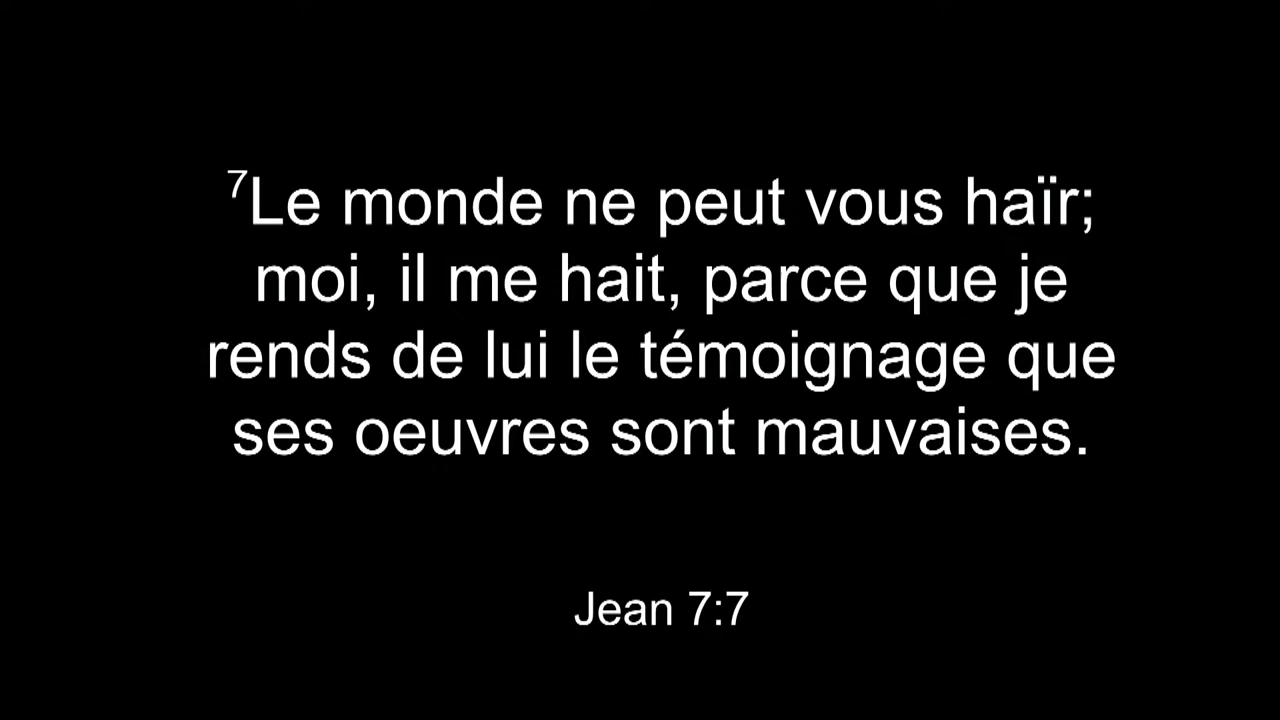 7Le monde ne peut vous haïr;
moi, il me hait, parce que je
rends de lui le témoignage que
ses oeuvres sont mauvaises.
Jean 7:7